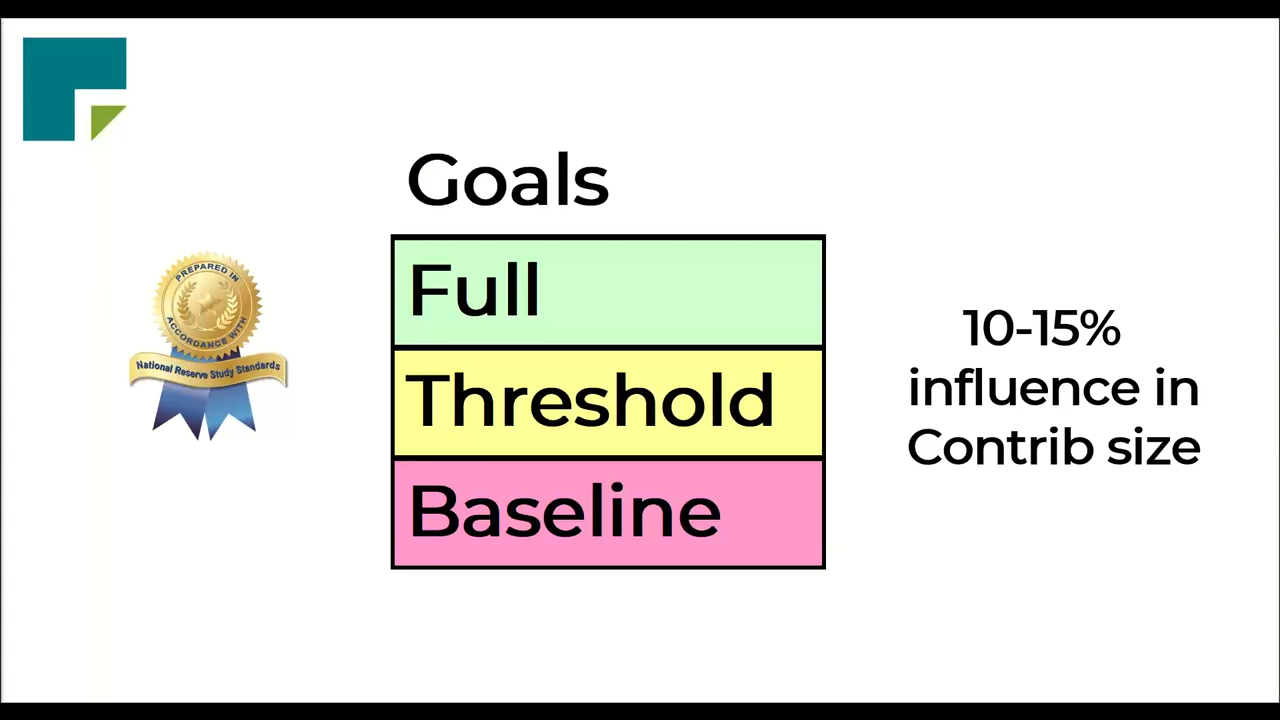 Goals
PREPARED IN
ACCORDANCE WITH
National Reserve Study Standards
Full
Threshold
Baseline
10-15%
influence in
Contrib size